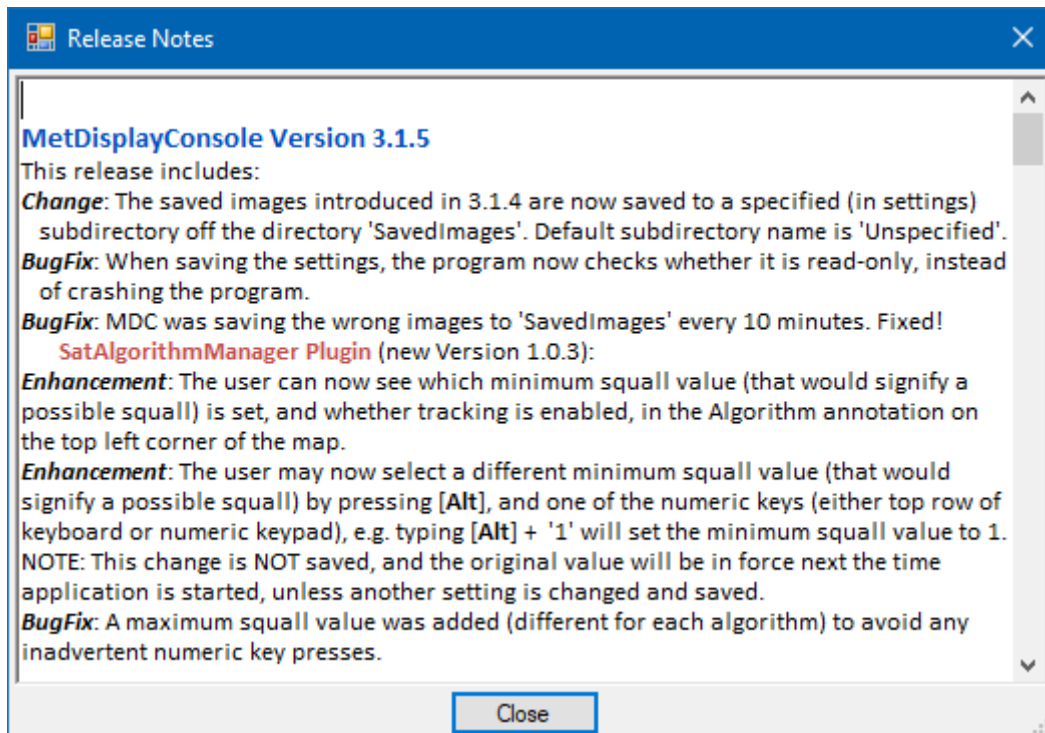 Release Notes
MetDisplayConsole Version 3.1.5
This release includes:
Change: The saved images introduced in 3.1.4 are now saved to a specified (in settings)
subdirectory off the directory 'SavedImages'. Default subdirectory name is 'Unspecified'.
BugFix: When saving the settings, the program now checks whether it is read-only, instead
of crashing the program.
BugFix: MDC was saving the wrong images to 'SavedImages' every 10 minutes. Fixed!
SatAlgorithmManager Plugin (new Version 1.0.3):
Enhancement: The user can now see which minimum squall value (that would signify a
possible squall) is set, and whether tracking is enabled, in the Algorithm annotation on
the top left corner of the map.
Enhancement: The user may now select a different minimum squall value (that would
signify a possible squall) by pressing [Alt], and one of the numeric keys (either top row of
keyboard or numeric keypad), e.g. typing [Alt] + '1' will set the minimum squall value to 1.
NOTE: This change is NOT saved, and the original value will be in force next the time
application is started, unless another setting is changed and saved.
BugFix: A maximum squall value was added (different for each algorithm) to avoid any
inadvertent numeric key presses.
Close